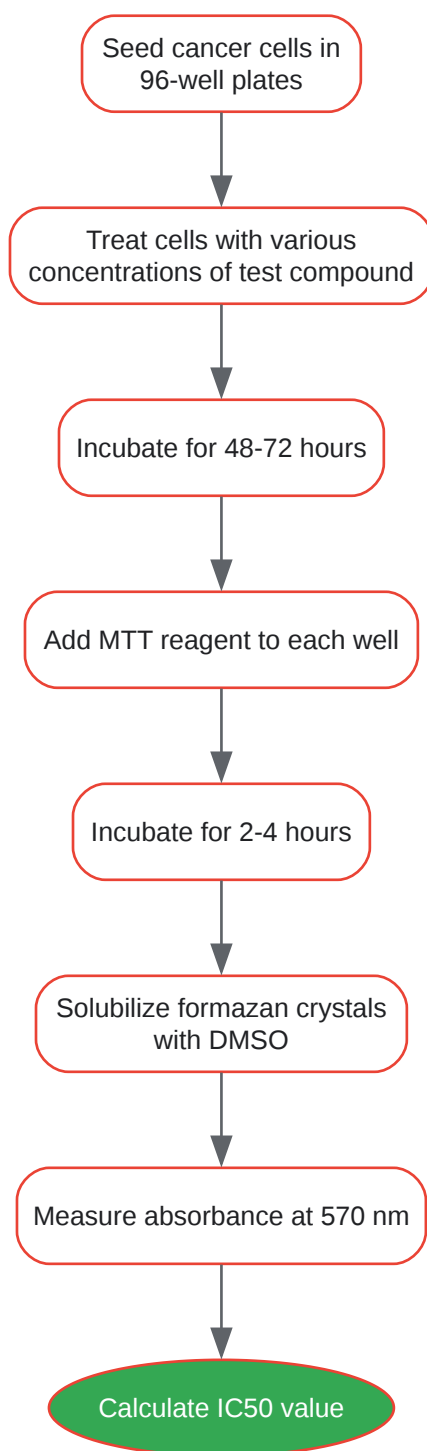 Seed cancer cells in
96-well plates
Treat cells with various
concentrations of test compound
Incubate for 48-72 hours
Add MTT reagent to each well
Incubate for 2-4 hours
Solubilize formazan crystals
with DMSO
Measure absorbance at 570 nm
Calculate IC50 value